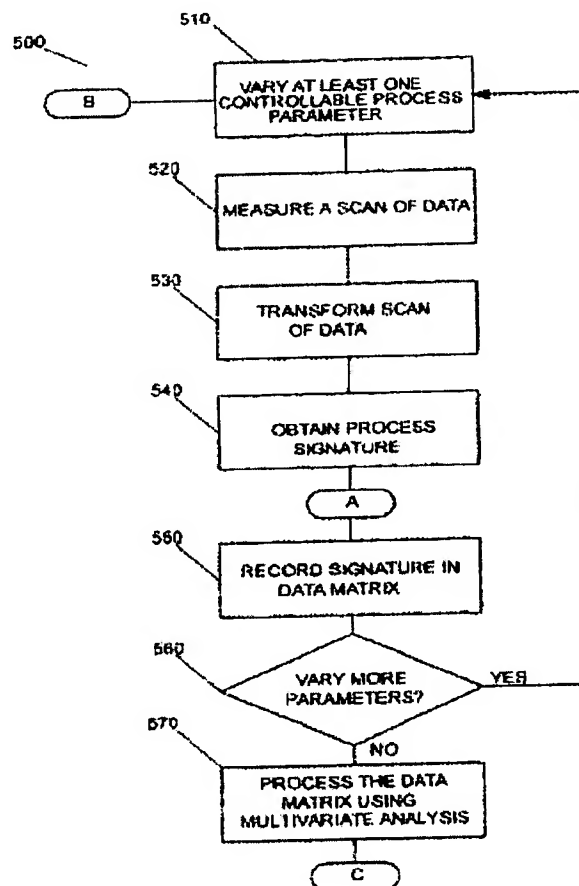 500
510
B
VARY AT LEAST ONE
CONTROLLABLE PROCESS
PARAMETER
520
MEASURE A SCAN OF DATA
530
TRANSFORM SCAN
OF DATA
540
OBTAIN PROCESS
SIGNATURE
A
550
RECORD SIGNATURE IN
DATA MATRIX
560
VARY MORE
PARAMETERS?
YES
NO
570
PROCESS THE DATA
MATRIX USING
MULTIVARIATE ANALYSIS
C